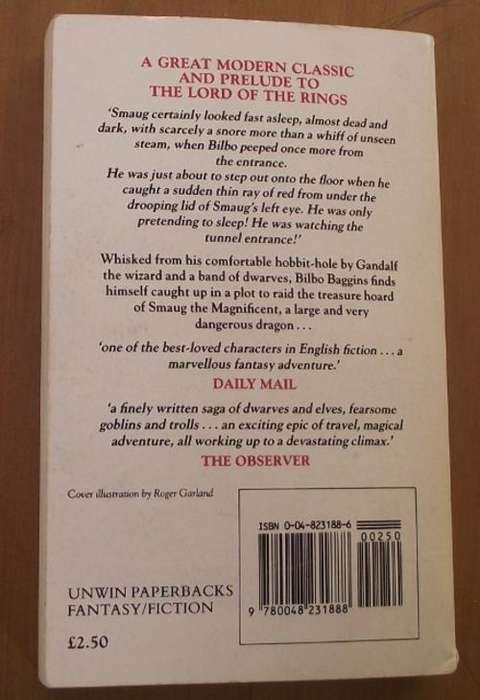 A GREAT MODERN CLASSIC
AND PRELUDE TO
THE LORD OF THE RINGS
‘Smaug certainly looked fast asleep, almost dead and
dark, with scarcely a snore more than a whiff of unseen
steam, when Bilbo peeped once more from
the entrance.
He was just about to step out onto the floor when he
caught a sudden thin ray of red from under the
drooping lid of Smaug's left eye. He was only
pretending to sleep! He was watching the
tunnel entrance!’
Whisked from his comfortable hobbit-hole by Gandalf
the wizard and a band of dwarves, Bilbo Baggins finds
himself caught up in a plot to raid the treasure hoard
of Smaug the Magnificent, a large and very
dangerous dragon...
‘one of the best-loved characters in English fiction...a
marvellous fantasy adventure.’
DAILY MAIL
‘a finely written saga of dwarves and elves, fearsome
goblins and trolls...an exciting epic of travel, magical
adventure, all working up to a devastating climax.’
THE OBSERVER
Cover illustration by Roger Garland
ISBN 0-04-823188-6
00250
9 780048 231888
UNWIN PAPERBACKS
FANTASY/FICTION
£2.50